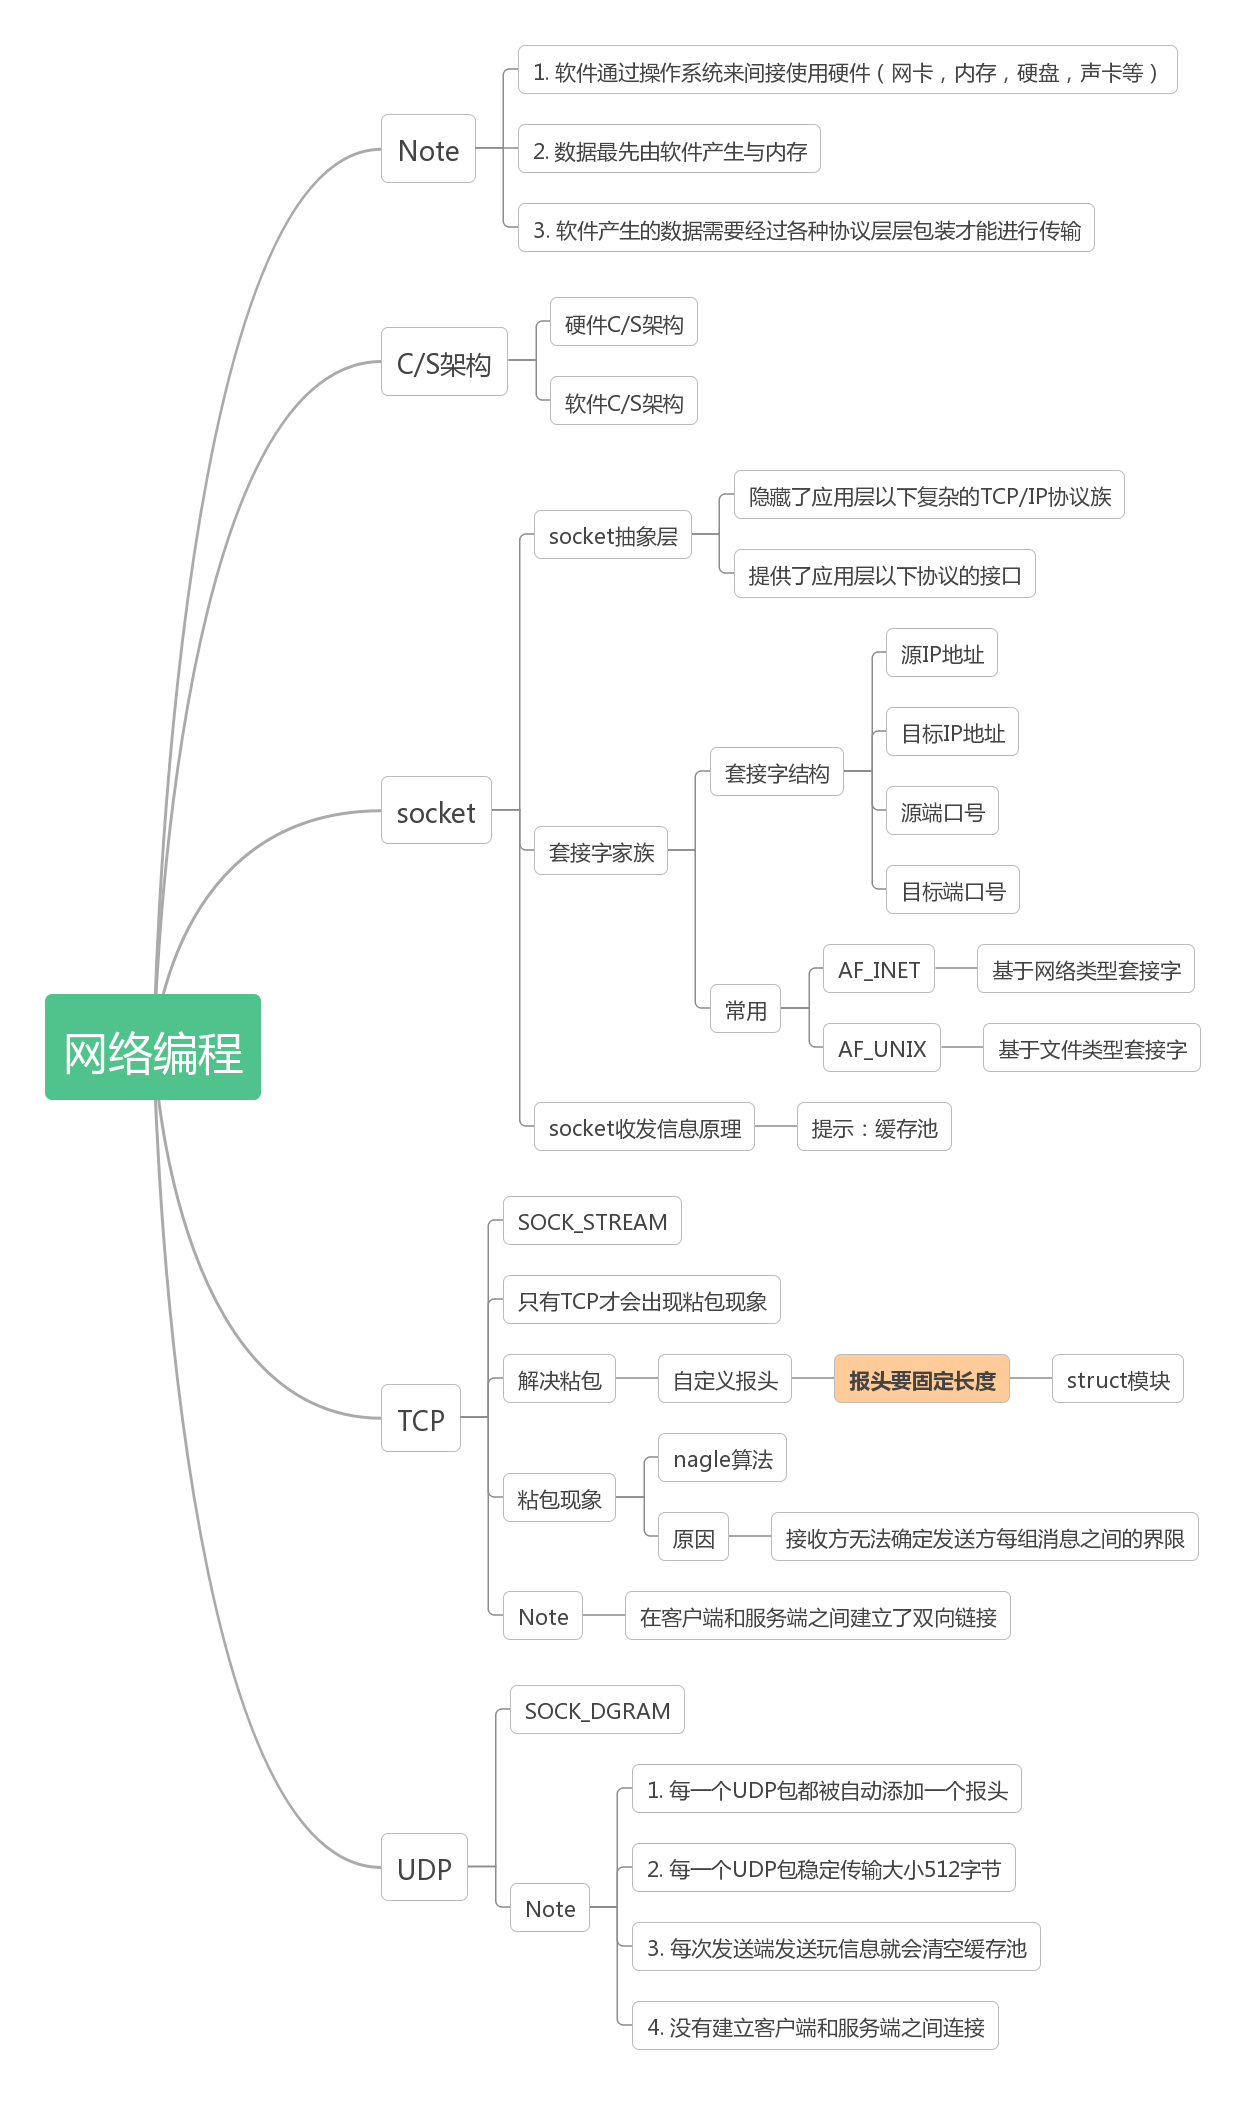 网络编程
Note
1. 软件通过操作系统来间接使用硬件（网卡，内存，硬盘，声卡等）
2. 数据最先由软件产生与内存
3. 软件产生的数据需要经过各种协议层层包装才能进行传输
C/S架构
硬件C/S架构
软件C/S架构
socket
socket抽象层
隐藏了应用层以下复杂的TCP/IP协议族
提供了应用层以下协议的接口
套接字家族
套接字结构
源IP地址
目标IP地址
源端口号
目标端口号
常用
AF_INET
基于网络类型套接字
AF_UNIX
基于文件类型套接字
socket收发信息原理
提示：缓存池
TCP
SOCK_STREAM
只有TCP才会出现粘包现象
解决粘包
自定义报头
报头要固定长度
struct模块
粘包现象
nagle算法
原因
接收方无法确定发送方每组消息之间的界限
Note
在客户端和服务端之间建立了双向链接
UDP
SOCK_DGRAM
Note
1. 每一个UDP包都被自动添加一个报头
2. 每一个UDP包稳定传输大小512字节
3. 每次发送端发送玩信息就会清空缓存池
4. 没有建立客户端和服务端之间连接